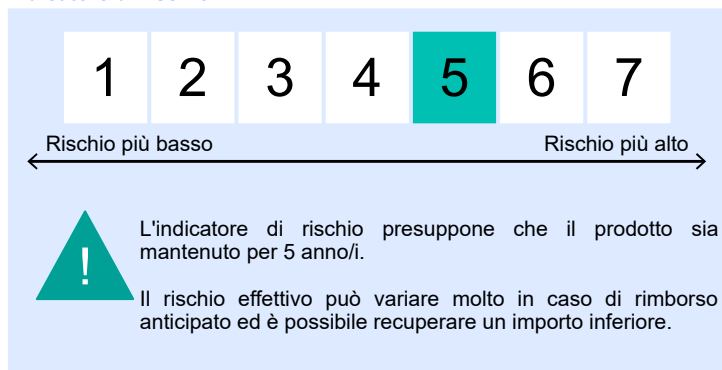 1 2 3 4 5 6 7
Rischio più basso Rischio più alto
!
L'indicatore di rischio presuppone che il prodotto sia
mantenuto per 5 anno/i.
Il rischio effettivo può variare molto in caso di rimborso
anticipato ed è possibile recuperare un importo inferiore.